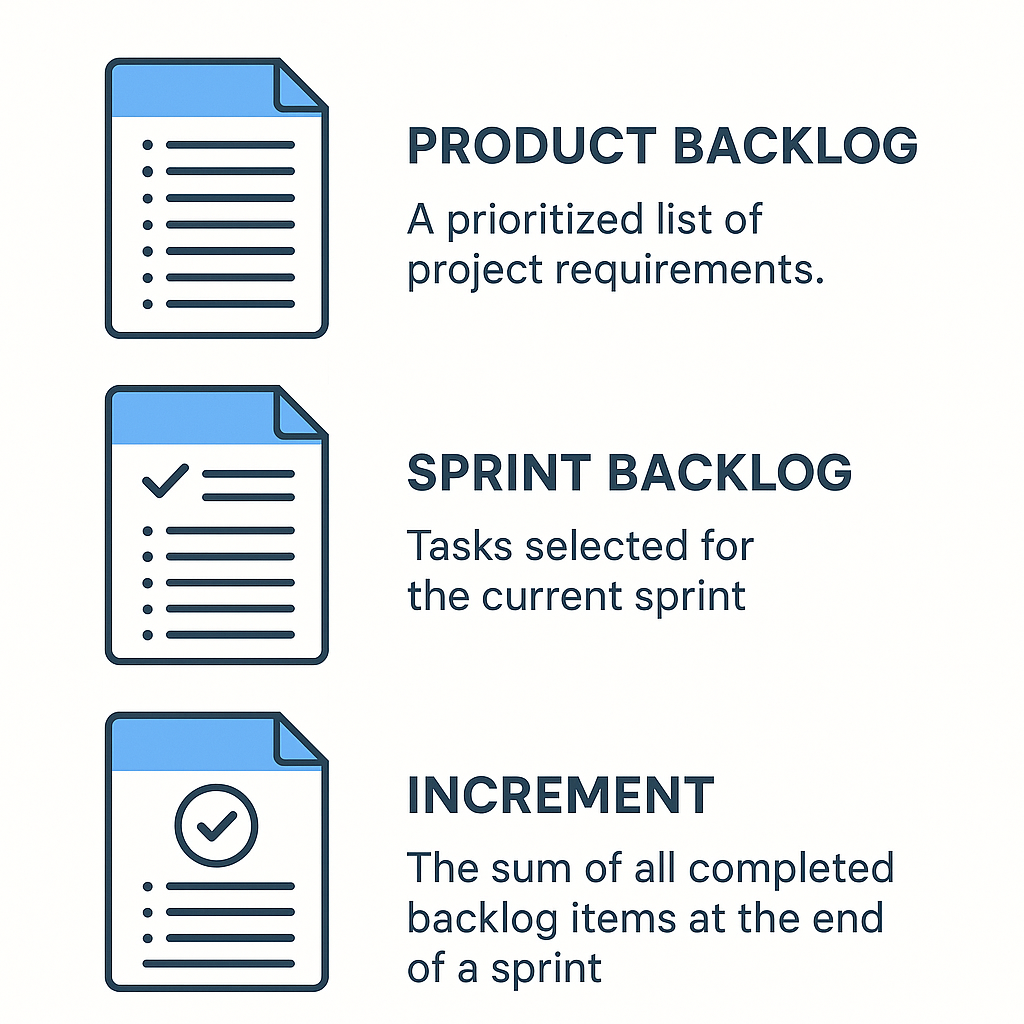 PRODUCT BACKLOG
A prioritized list of
project requirements.
SPRINT BACKLOG
Tasks selected for
the current sprint
INCREMENT
The sum of all completed
backlog items at the end
of a sprint